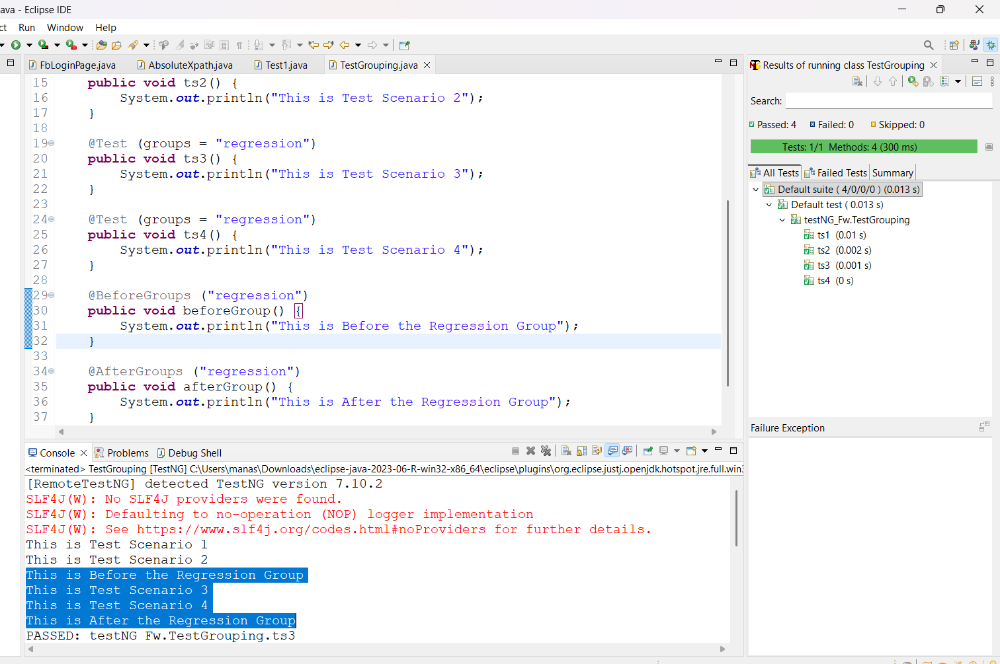 ava - Eclipse IDE
ct Run Window Help
FbLoginPage.java AbsoluteXpath.java Test1.java TestGrouping.java
15 public void ts2() {
16 System.out.println("This is Test Scenario 2");
17 }
18
19 @Test (groups = "regression")
20 public void ts3() {
21 System.out.println("This is Test Scenario 3");
22 }
23
24 @Test (groups = "regression")
25 public void ts4() {
26 System.out.println("This is Test Scenario 4");
27 }
28
29 @BeforeGroups ("regression")
30 public void beforeGroup() {
31 System.out.println("This is Before the Regression Group");
32 }
33
34 @AfterGroups ("regression")
35 public void afterGroup() {
36 System.out.println("This is After the Regression Group");
37 }
Console Problems Debug Shell
<terminated> TestGrouping [TestNG] C:\Users\manas\Downloads\eclipse-java-2023-06-R-win32-x86_64\eclipse\plugins\org.eclipse.justj.openjdk.hotspot.jre.full.win3
[RemoteTestNG] detected TestNG version 7.10.2
SLF4J(W): No SLF4J providers were found.
SLF4J(W): Defaulting to no-operation (NOP) logger implementation
SLF4J(W): See https://www.slf4j.org/codes.html#noProviders for further details.
This is Test Scenario 1
This is Test Scenario 2
This is Before the Regression Group
This is Test Scenario 3
This is Test Scenario 4
This is After the Regression Group
PASSED: testNG_Fw.TestGrouping.ts3
Results of running class TestGrouping
Search:
Passed: 4 Failed: 0 Skipped: 0
Tests: 1/1 Methods: 4 (300 ms)
All Tests Failed Tests Summary
Default suite ( 4/0/0/0 ) (0.013 s)
Default test ( 0.013 s)
testNG_Fw.TestGrouping
ts1 (0.01 s)
ts2 (0.002 s)
ts3 (0.001 s)
ts4 (0 s)
Failure Exception